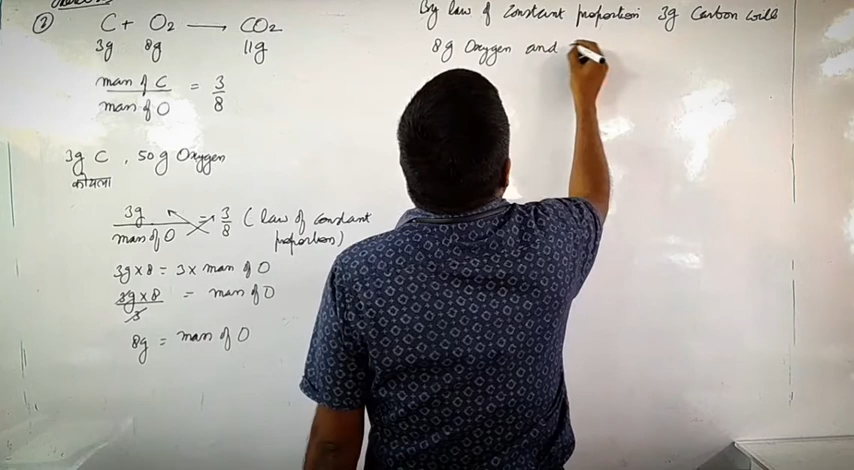 ② C + O₂ ⟶ CO₂
3g 8g 11g
mass of C / mass of O = 3/8
3g C , 50g Oxygen
कोयला
3g / mass of O = 3/8 ( law of constant
proportion)
3g × 8 = 3 × mass of O
3g × 8 / 3 = mass of O
8g = mass of O
By law of constant proportion 3g Carbon will
8g Oxygen and